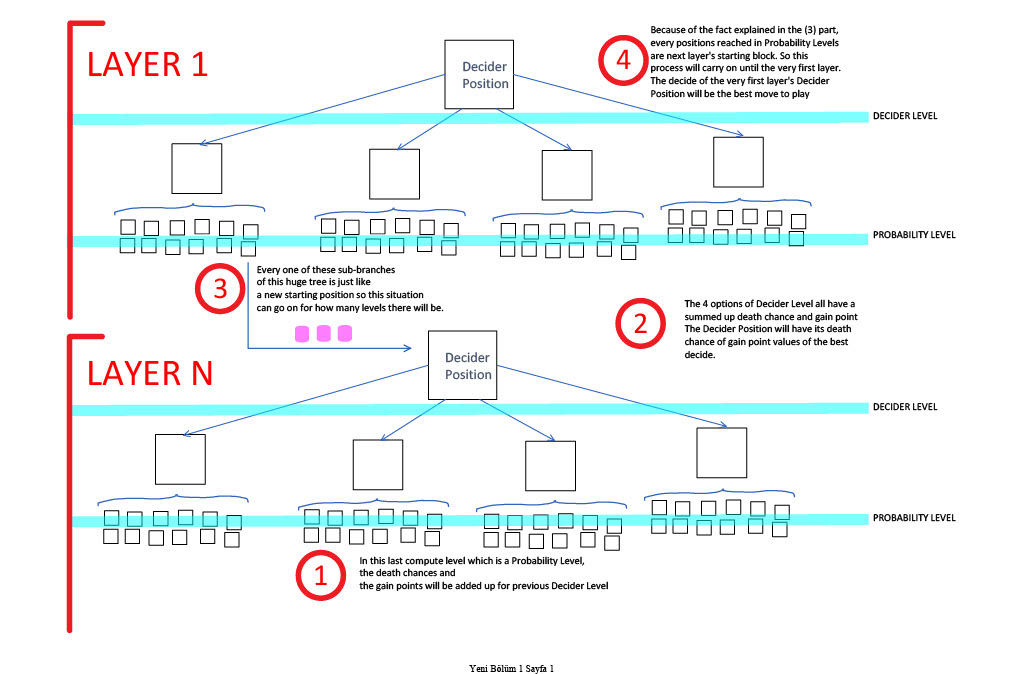 LAYER 1
Decider
Position
4
Because of the fact explained in the (3) part,
every positions reached in Probability Levels
are next layer's starting block. So this
process will carry on until the very first layer.
The decide of the very first layer's Decider
Position will be the best move to play
DECIDER LEVEL
PROBABILITY LEVEL
3
Every one of these sub-branches
of this huge tree is just like
a new starting position so this situation
can go on for how many levels there will be.
2
The 4 options of Decider Level all have a
summed up death chance and gain point
The Decider Position will have its death
chance of gain point values of the best
decide.
LAYER N
Decider
Position
DECIDER LEVEL
PROBABILITY LEVEL
1
In this last compute level which is a Probability Level,
the death chances and
the gain points will be added up for previous Decider Level
Yeni Bölüm 1 Sayfa 1